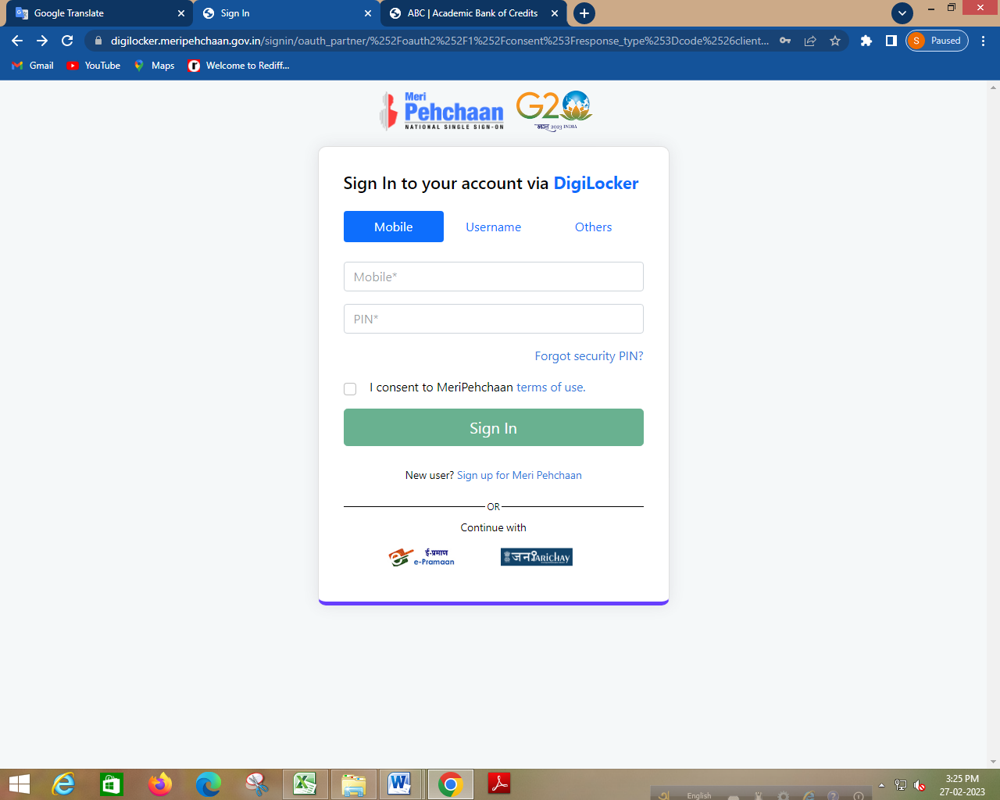 Google Translate
Sign In
ABC | Academic Bank of Credits
digilocker.meripehchaan.gov.in/signin/oauth_partner/%252Foauth2%252F1%252Fconsent%253Fresponse_type%253Dcode%2526client...
S Paused
Gmail
YouTube
Maps
Welcome to Rediff...
Meri
Pehchaan
NATIONAL SINGLE SIGN-ON
G20
भारत 2023 INDIA
Sign In to your account via DigiLocker
Mobile
Username
Others
Mobile*
PIN*
Forgot security PIN?
I consent to MeriPehchaan terms of use.
Sign In
New user? Sign up for Meri Pehchaan
OR
Continue with
ई-प्रमाण
e-Pramaan
जन PARICHAY
English
3:25 PM
27-02-2023